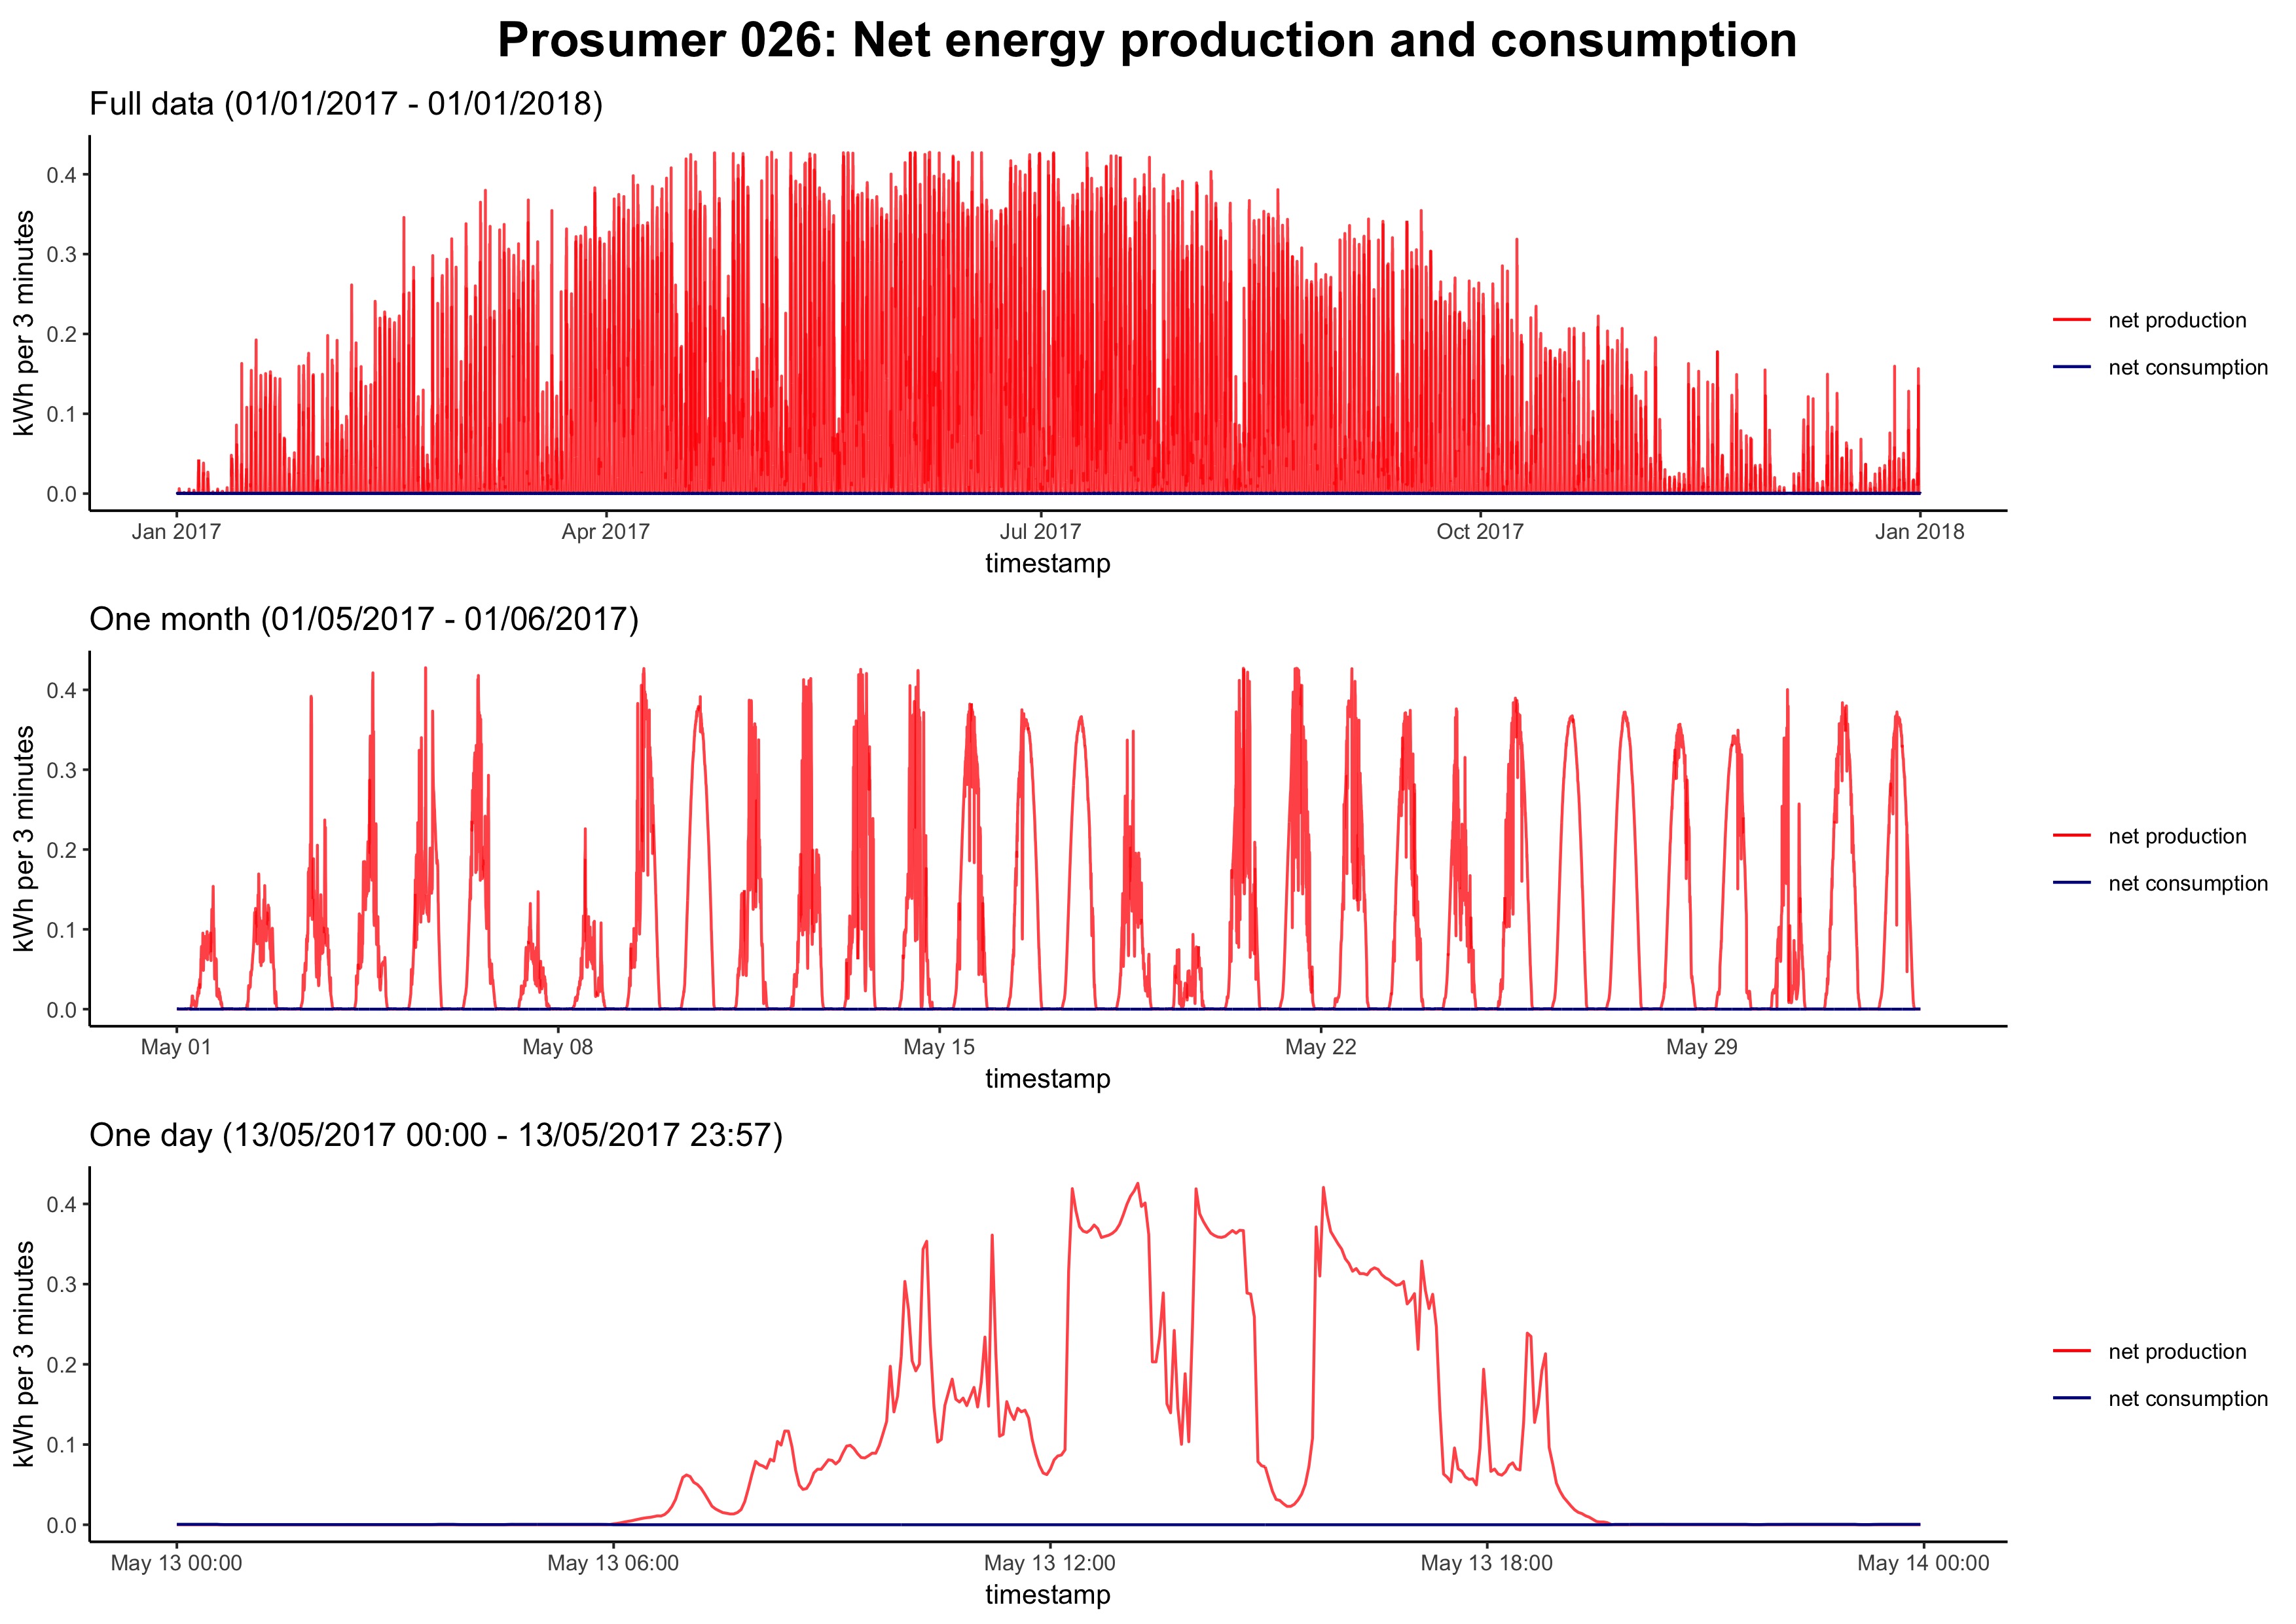 Prosumer 026: Net energy production and consumption
Full data (01/01/2017 - 01/01/2018)
kWh per 3 minutes
0.4
0.3
0.2
0.1
0.0
Jan 2017 Apr 2017 Jul 2017 Oct 2017 Jan 2018
timestamp
net production
net consumption
One month (01/05/2017 - 01/06/2017)
kWh per 3 minutes
0.4
0.3
0.2
0.1
0.0
May 01 May 08 May 15 May 22 May 29
timestamp
net production
net consumption
One day (13/05/2017 00:00 - 13/05/2017 23:57)
kWh per 3 minutes
0.4
0.3
0.2
0.1
0.0
May 13 00:00 May 13 06:00 May 13 12:00 May 13 18:00 May 14 00:00
timestamp
net production
net consumption